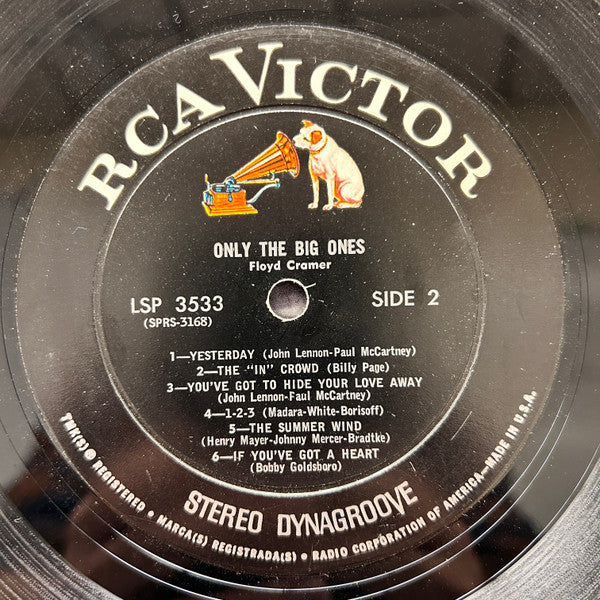 RCA VICTOR
ONLY THE BIG ONES
Floyd Cramer
LSP 3533
(SPRS-3168)
SIDE 2
1—YESTERDAY (John Lennon-Paul McCartney)
2—THE "IN" CROWD (Billy Page)
3—YOU'VE GOT TO HIDE YOUR LOVE AWAY
(John Lennon-Paul McCartney)
4—1-2-3 (Madara-White-Borisoff)
5—THE SUMMER WIND
(Henry Mayer-Johnny Mercer-Bradtke)
6—IF YOU'VE GOT A HEART
(Bobby Goldsboro)
STEREO DYNAGROOVE
TMK(S) ® REGISTERED • MARCA(S) REGISTRADA(S) • RADIO CORPORATION OF AMERICA—MADE IN U.S.A.